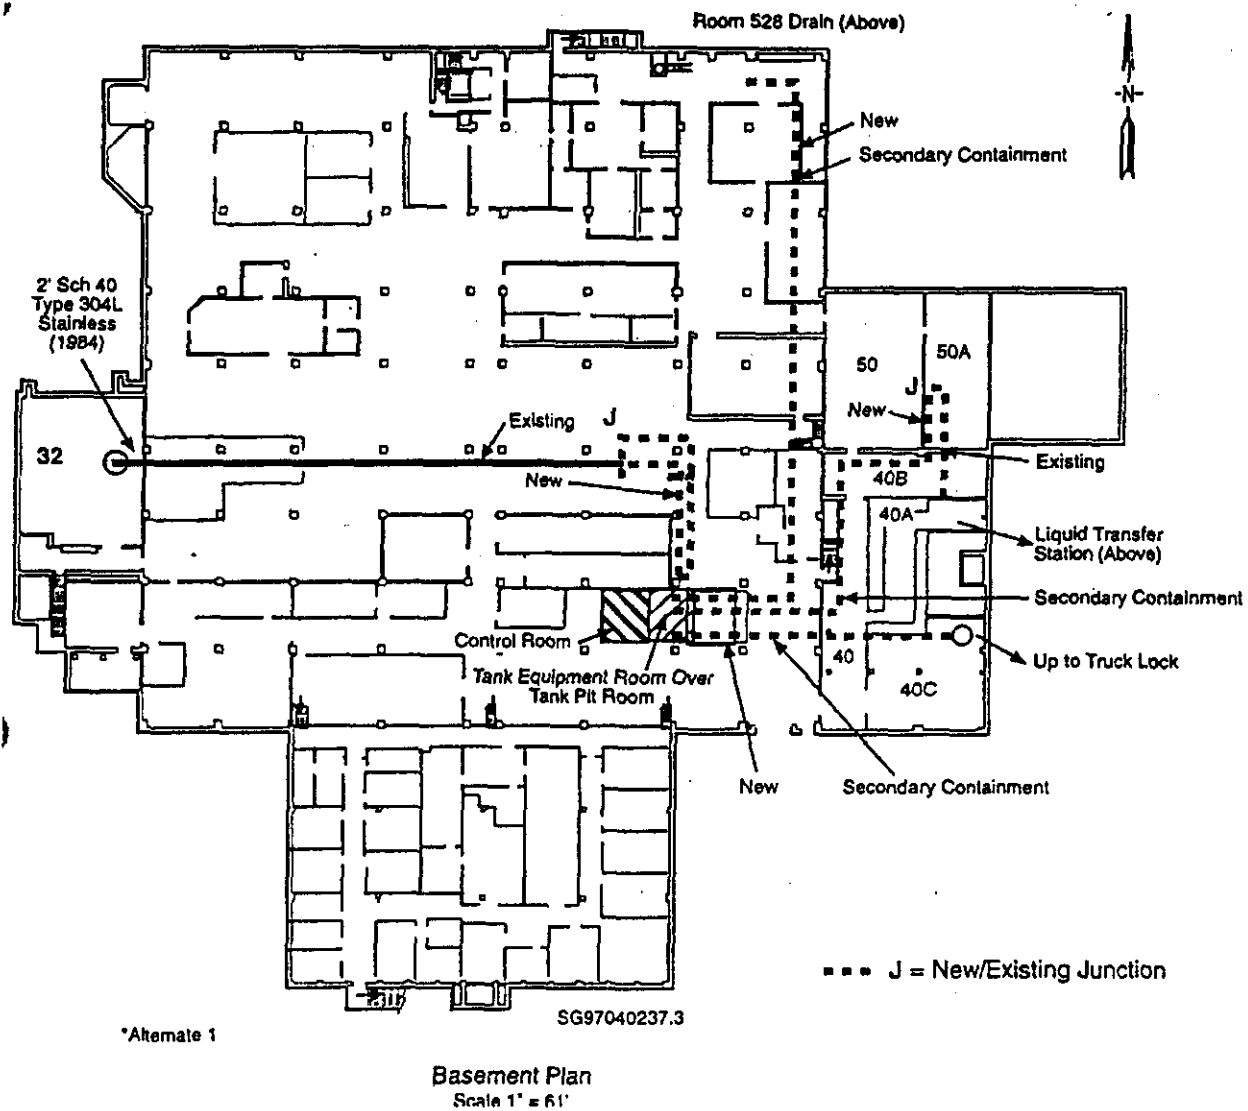 Room 528 Drain (Above)
N
New
Secondary Containment
2' Sch 40
Type 304L
Stainless
(1984)
50
50A
J
New
Existing
J
32
Existing
New
40B
40A
Liquid Transfer
Station (Above)
Secondary Containment
Control Room
40
Up to Truck Lock
Tank Equipment Room Over
Tank Pit Room
40C
New
Secondary Containment
J = New/Existing Junction
SG97040237.3
*Alternate 1
Basement Plan
Scale 1" = 61'